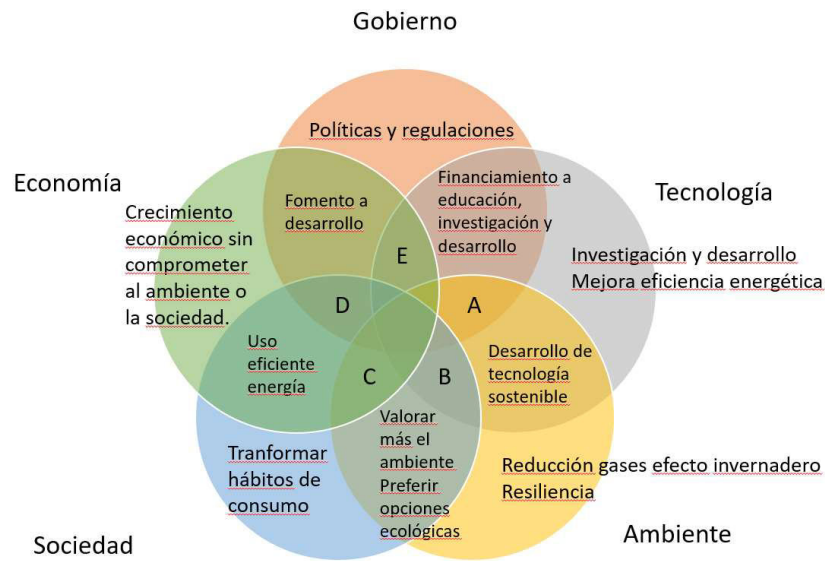 Gobierno
Políticas y regulaciones
Economía
Crecimiento
económico sin
comprometer
al ambiente o
la sociedad.
Fomento a
desarrollo
Financiamiento a
educación,
investigación y
desarrollo
Tecnología
Investigación y desarrollo
Mejora eficiencia energética
E
D
A
Uso
eficiente
energía
C
B
Desarrollo de
tecnología
sostenible
Tranformar
hábitos de
consumo
Valorar
más el
ambiente
Preferir
opciones
ecológicas
Reducción gases efecto invernadero
Resiliencia
Sociedad
Ambiente